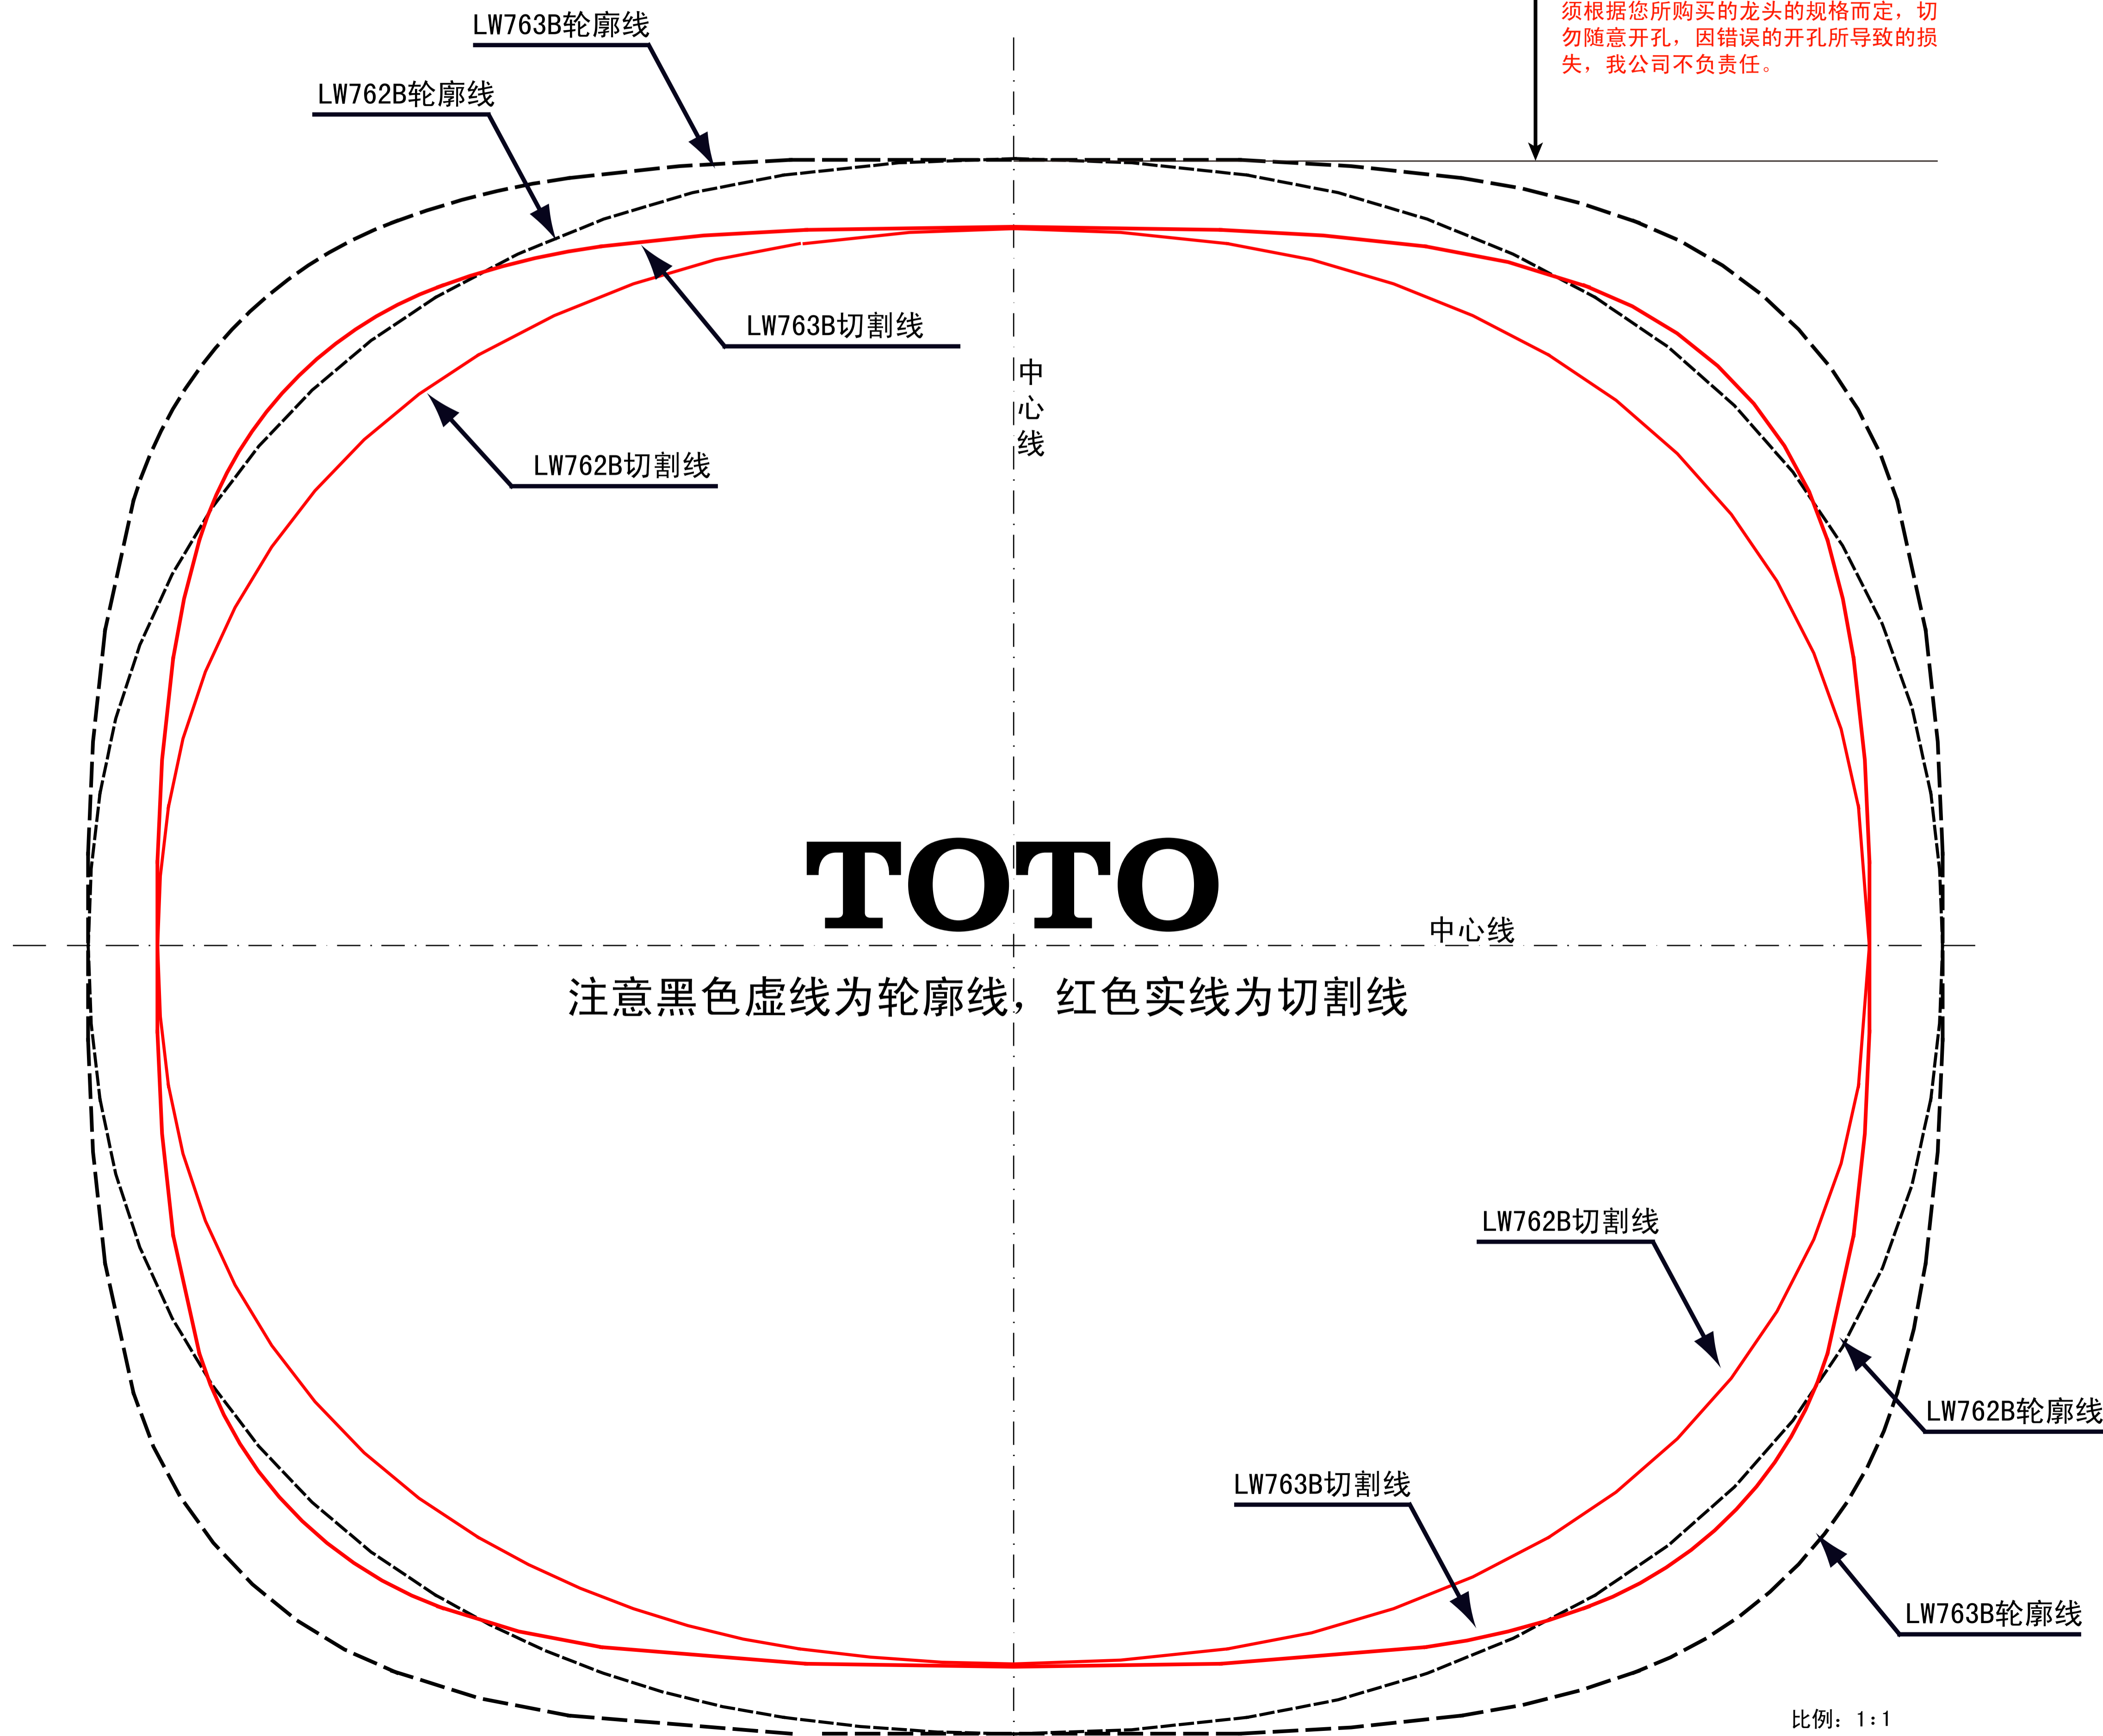 须根据您所购买的龙头的规格而定，切
勿随意开孔，因错误的开孔所导致的损
失，我公司不负责任。
LW763B轮廓线
LW762B轮廓线
LW763B切割线
中心线
LW762B切割线
TOTO
中心线
注意黑色虚线为轮廓线，红色实线为切割线
LW762B切割线
LW762B轮廓线
LW763B切割线
LW763B轮廓线
比例：1:1